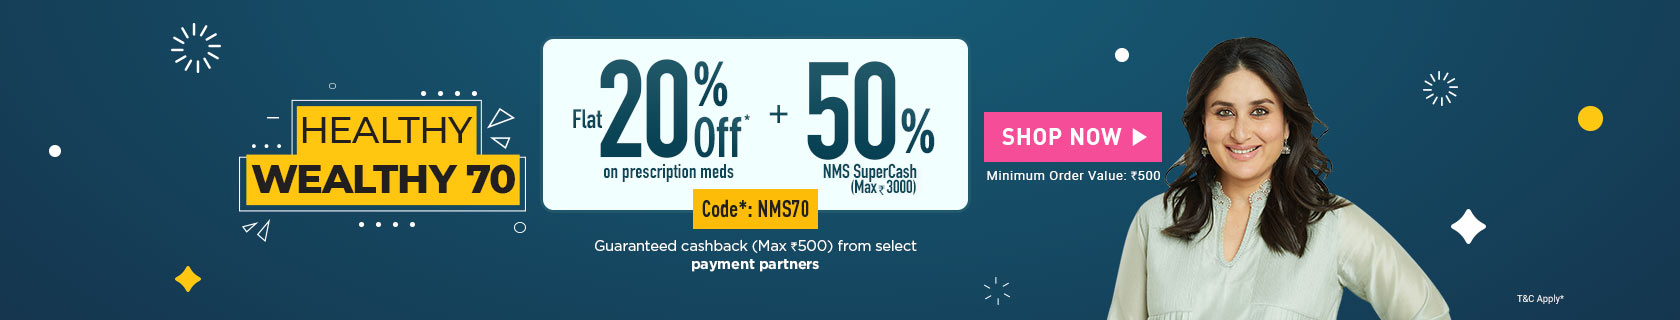 HEALTHY
WEALTHY 70
Flat 20% Off*
on prescription meds
+
50%
NMS SuperCash
(Max ₹ 3000)
Code*: NMS70
Guaranteed cashback (Max ₹500) from select
payment partners
SHOP NOW
Minimum Order Value: ₹500
T&C Apply*